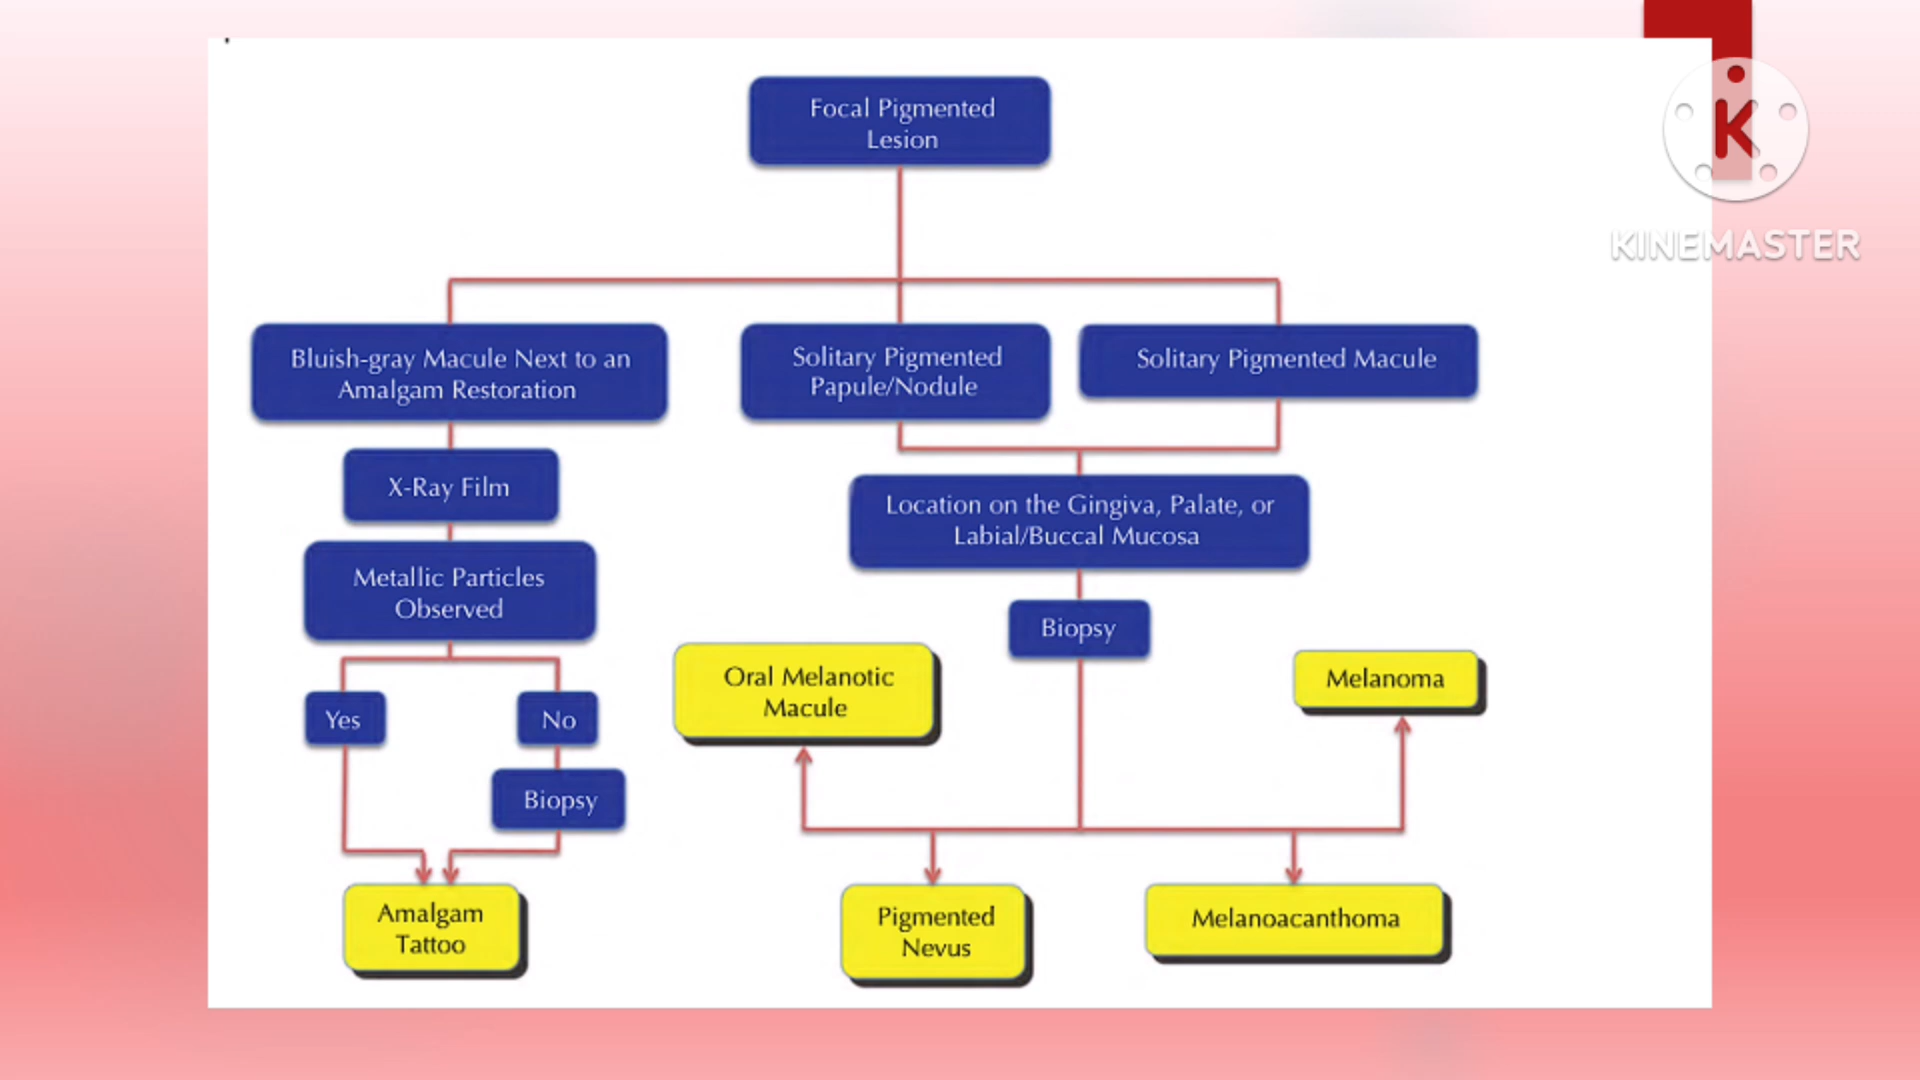 Focal Pigmented
Lesion
K
KINEMASTER
Bluish-gray Macule Next to an
Amalgam Restoration
Solitary Pigmented
Papule/Nodule
Solitary Pigmented Macule
X-Ray Film
Location on the Gingiva, Palate, or
Labial/Buccal Mucosa
Metallic Particles
Observed
Biopsy
Oral Melanotic
Macule
Melanoma
Yes
No
Biopsy
Amalgam
Tattoo
Pigmented
Nevus
Melanoacanthoma